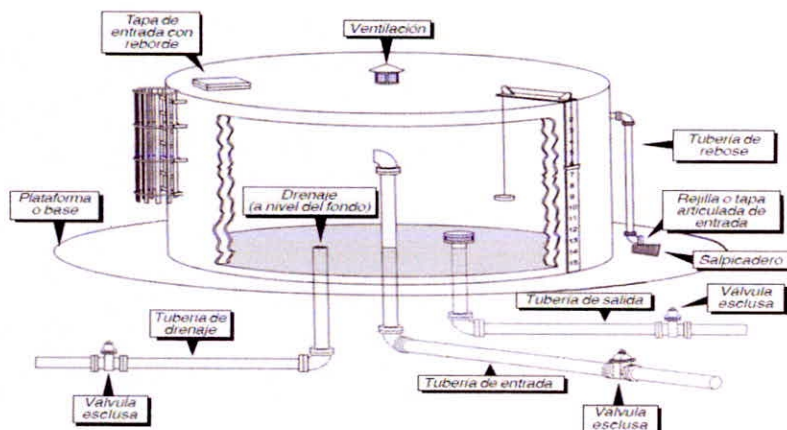 Tapa de
entrada con
reborde
Ventilación
Tubería de
rebose
Plataforma
o base
Drenaje
(a nivel del fondo)
Rejilla o tapa
articulada de
entrada
Salpicadero
Tubería de salida
Válvula
esclusa
Tubería de
drenaje
Tubería de entrada
Válvula
esclusa
Válvula
esclusa